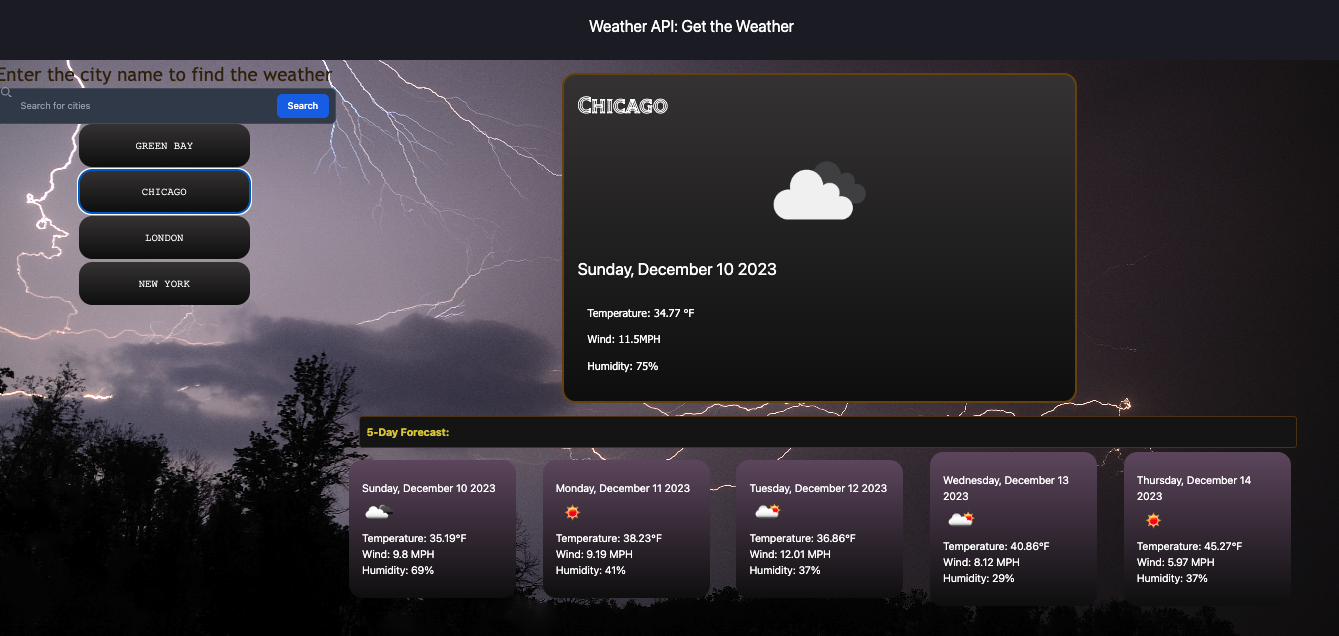 Weather API: Get the Weather
Enter the city name to find the weather
Search for cities
Search
GREEN BAY
CHICAGO
LONDON
NEW YORK
Chicago
Sunday, December 10 2023
Temperature: 34.77 °F
Wind: 11.5MPH
Humidity: 75%
5-Day Forecast:
Sunday, December 10 2023
Temperature: 35.19°F
Wind: 9.8 MPH
Humidity: 69%
Monday, December 11 2023
Temperature: 38.23°F
Wind: 9.19 MPH
Humidity: 41%
Tuesday, December 12 2023
Temperature: 36.86°F
Wind: 12.01 MPH
Humidity: 37%
Wednesday, December 13
2023
Temperature: 40.86°F
Wind: 8.12 MPH
Humidity: 29%
Thursday, December 14
2023
Temperature: 45.27°F
Wind: 5.97 MPH
Humidity: 37%